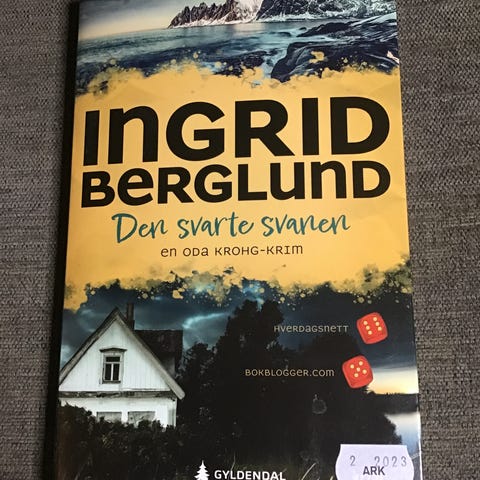 INGRID
BERGLUND
Den svarte svanen
en ODA KROHG-KRIM
HVERDAGSNETT
BOKBLOGGER.COM
2 2023
ARK
GYLDENDAL